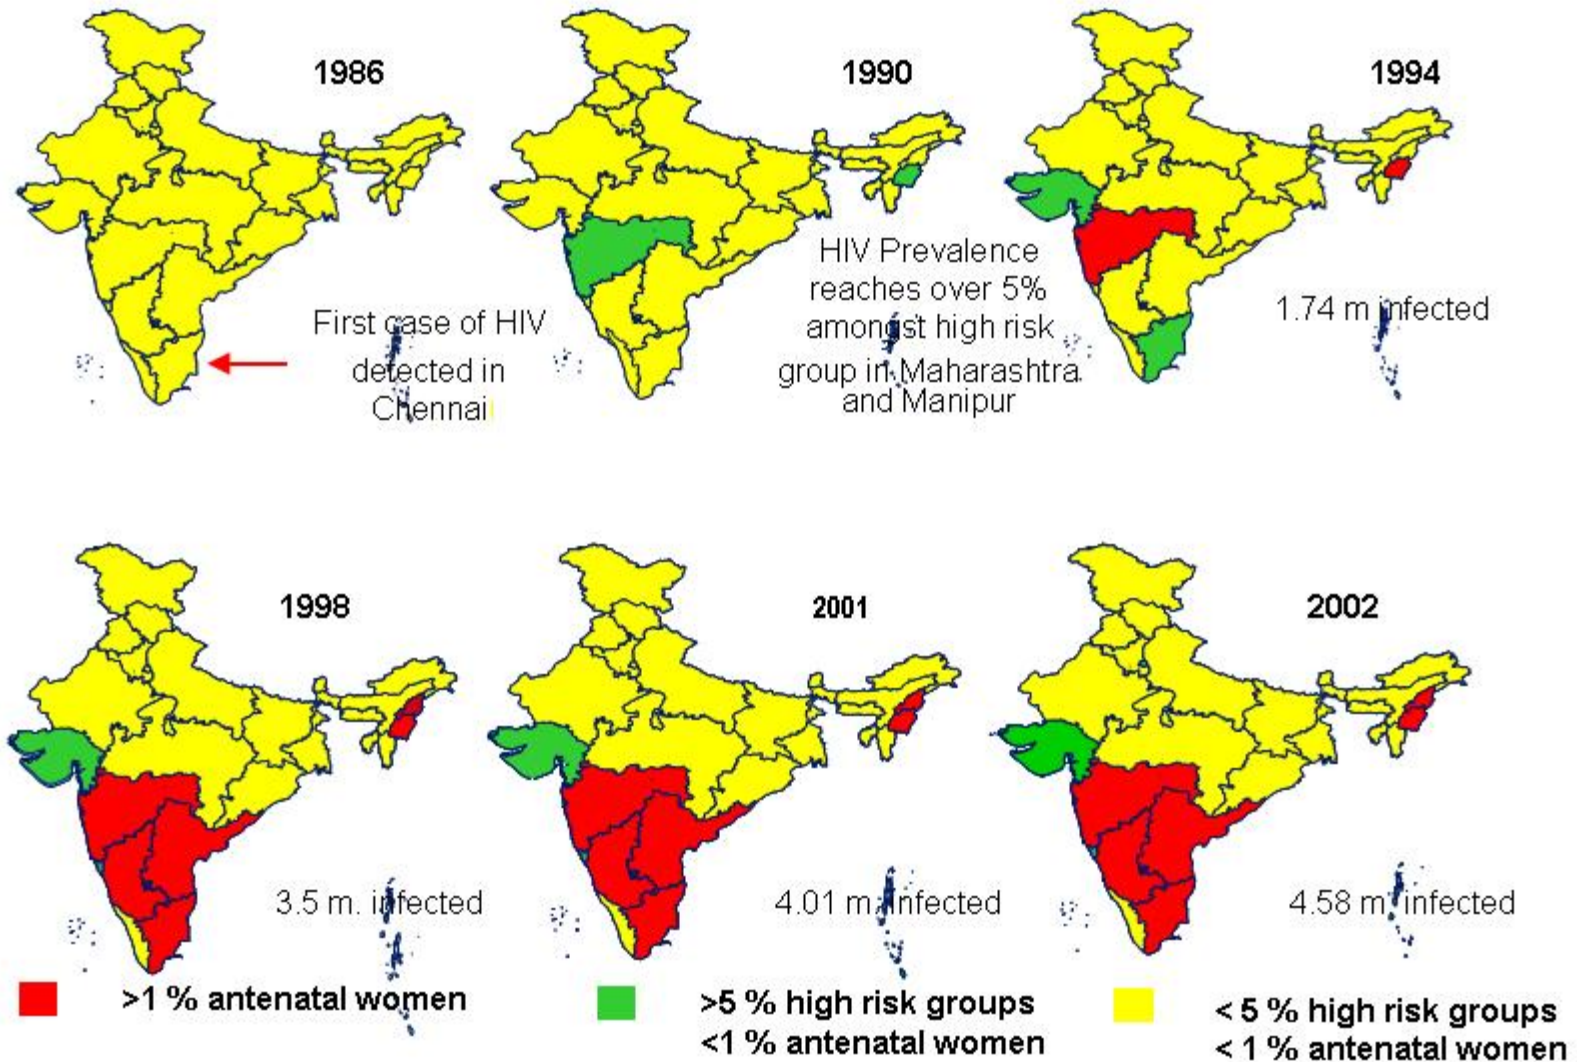 1986
First case of HIV
detected in
Chennai
1990
HIV Prevalence
reaches over 5%
amongst high risk
group in Maharashtra
and Manipur
1994
1.74 m infected
1998
3.5 m. infected
2001
4.01 m. infected
2002
4.58 m. infected
>1 % antenatal women
>5 % high risk groups
<1 % antenatal women
< 5 % high risk groups
< 1 % antenatal women